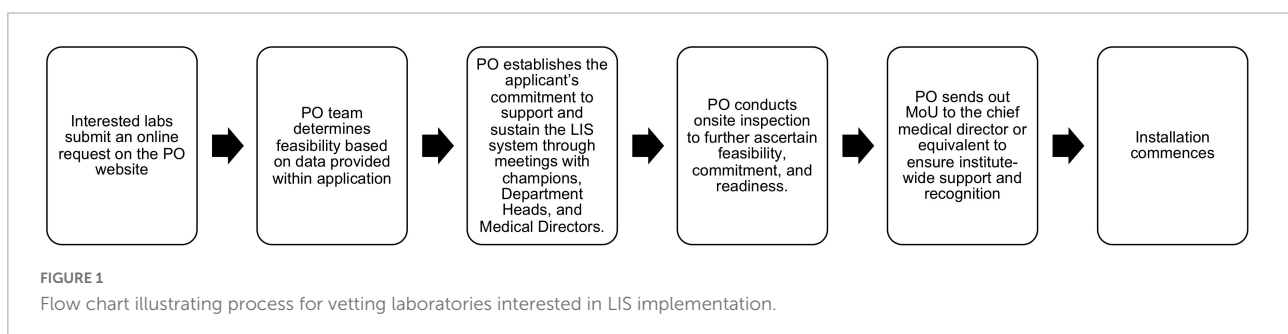 Interested labs
submit an online
request on the PO
website
PO team
determines
feasibility based
on data provided
within application
PO establishes the
applicant's
commitment to
support and
sustain the LIS
system through
meetings with
champions,
Department
Heads, and
Medical Directors.
PO conducts
onsite inspection
to further ascertain
feasibility,
commitment, and
readiness.
PO sends out
MoU to the chief
medical director or
equivalent to
ensure institute-
wide support and
recognition
Installation
commences
FIGURE 1
Flow chart illustrating process for vetting laboratories interested in LIS implementation.